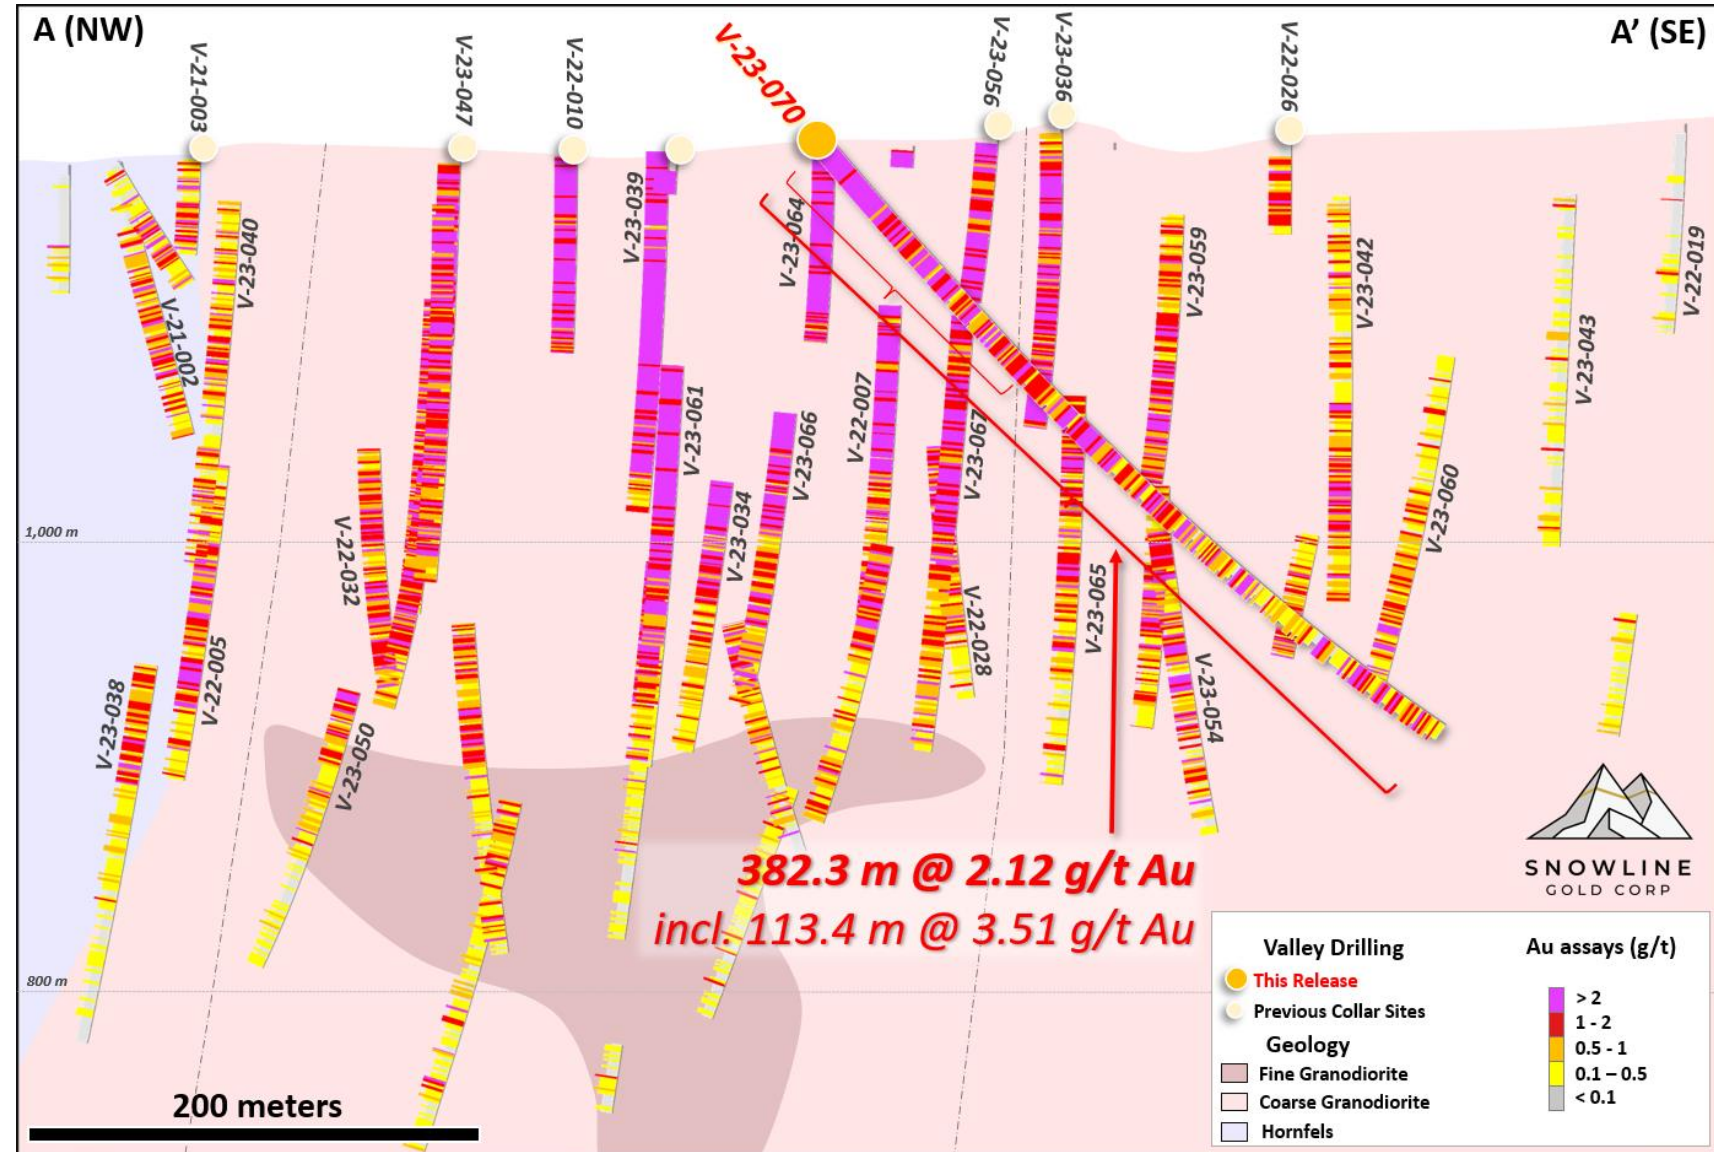 A (NW)
A’ (SE)
V-21-003
V-23-047
V-22-010
V-23-070
V-23-056
V-23-036
V-22-026
V-23-040
V-21-002
V-23-039
V-23-064
V-23-059
V-23-042
V-22-019
V-23-043
V-23-061
V-23-066
V-22-007
V-23-067
V-23-060
V-23-034
V-22-032
1,000 m
V-22-028
V-23-065
V-23-054
V-22-005
V-23-038
V-23-050
382.3 m @ 2.12 g/t Au
incl. 113.4 m @ 3.51 g/t Au
800 m
200 meters
SNOWLINE
GOLD CORP
Valley Drilling
This Release
Previous Collar Sites
Geology
Fine Granodiorite
Coarse Granodiorite
Hornfels
Au assays (g/t)
> 2
1 - 2
0.5 - 1
0.1 – 0.5
< 0.1